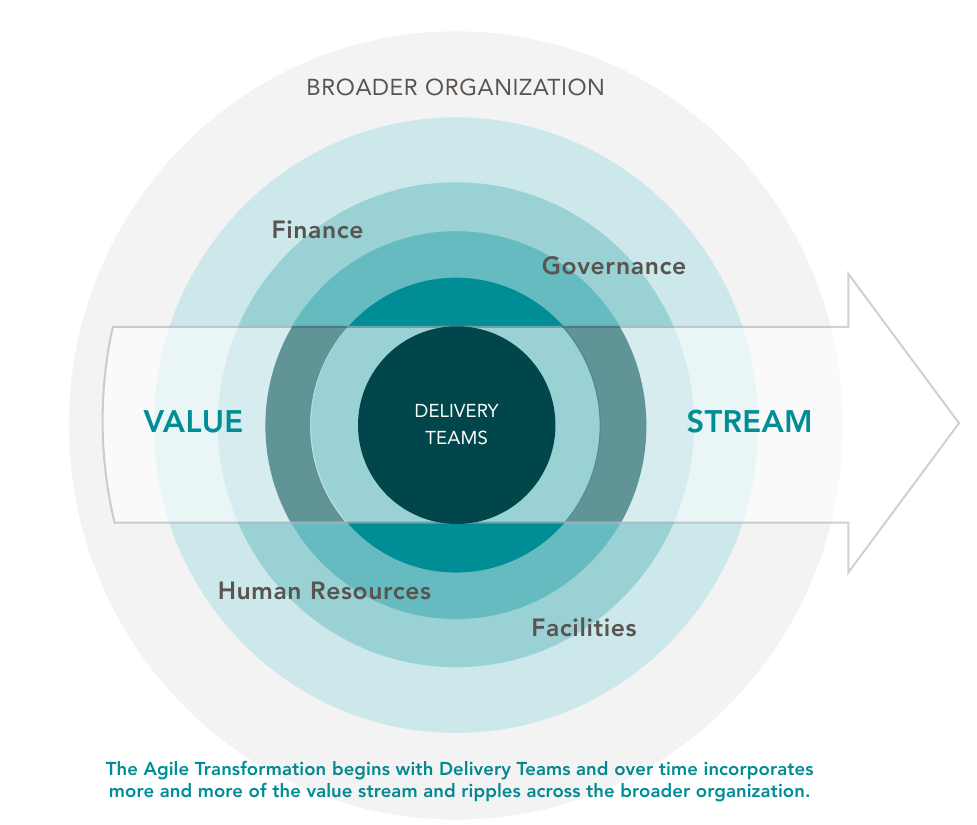 BROADER ORGANIZATION
Finance
Governance
VALUE
DELIVERY
TEAMS
STREAM
Human Resources
Facilities
The Agile Transformation begins with Delivery Teams and over time incorporates
more and more of the value stream and ripples across the broader organization.